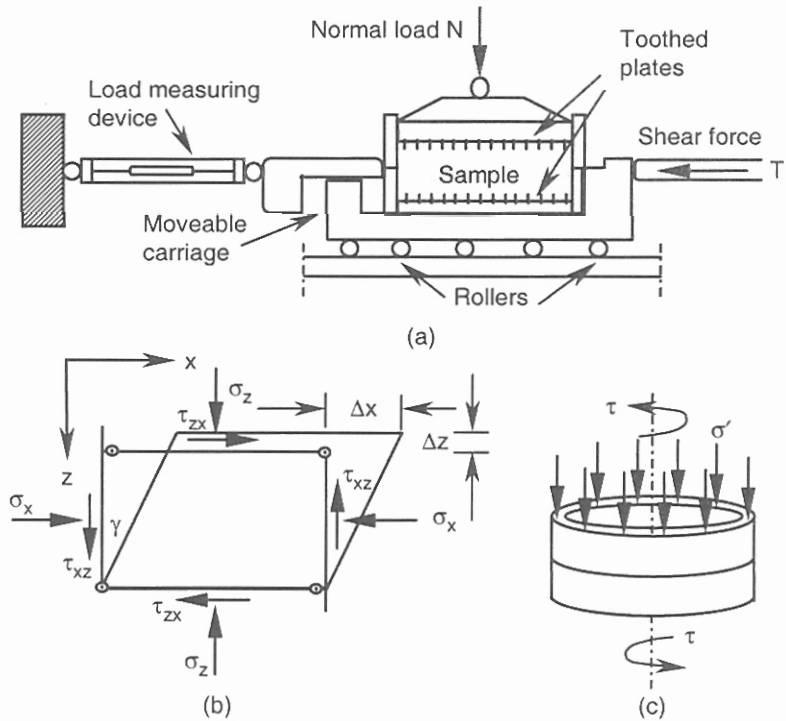 Normal load N
Toothed
plates
Load measuring
device
Shear force
T
Sample
Moveable
carriage
Rollers
(a)
x
z
σz
Δx
τzx
Δz
τxz
σx
γ
σx
τxz
τzx
σz
(b)
τ
σ′
τ
(c)